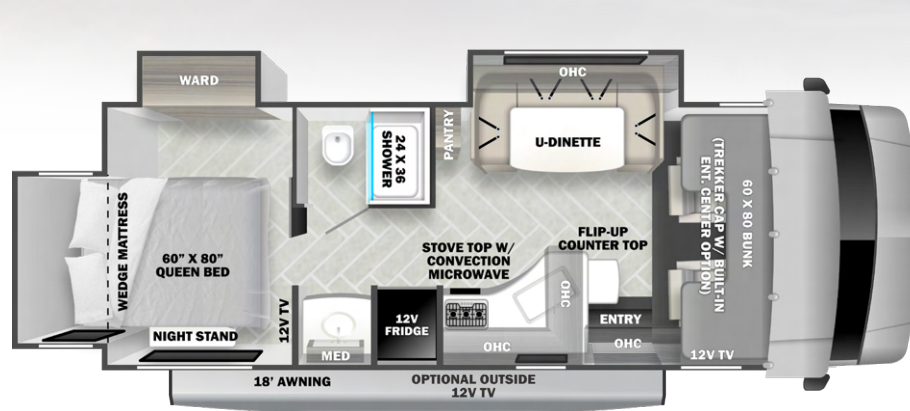 WARD
OHC
PANTRY
24 X 36
SHOWER
U-DINETTE
60 X 80 BUNK
(TREKKER CAP W/ BUILT-IN
ENT. CENTER OPTION)
WEDGE MATTRESS
60” X 80”
QUEEN BED
FLIP-UP
COUNTER TOP
STOVE TOP W/
CONVECTION
MICROWAVE
OHC
12V TV
12V
FRIDGE
ENTRY
NIGHT STAND
MED
OHC
OHC
12V TV
18’ AWNING
OPTIONAL OUTSIDE
12V TV